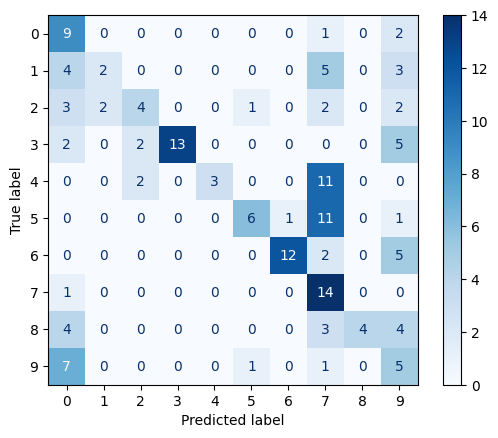 0 9 0 0 0 0 0 0 1 0 2
1 4 2 0 0 0 0 0 5 0 3
2 3 2 4 0 0 1 0 2 0 2
3 2 0 2 13 0 0 0 0 0 5
4 0 0 2 0 3 0 0 11 0 0
5 0 0 0 0 0 6 1 11 0 1
6 0 0 0 0 0 0 12 2 0 5
7 1 0 0 0 0 0 0 14 0 0
8 4 0 0 0 0 0 0 3 4 4
9 7 0 0 0 0 1 0 1 0 5
0 1 2 3 4 5 6 7 8 9
Predicted label
True label
14
12
10
8
6
4
2
0